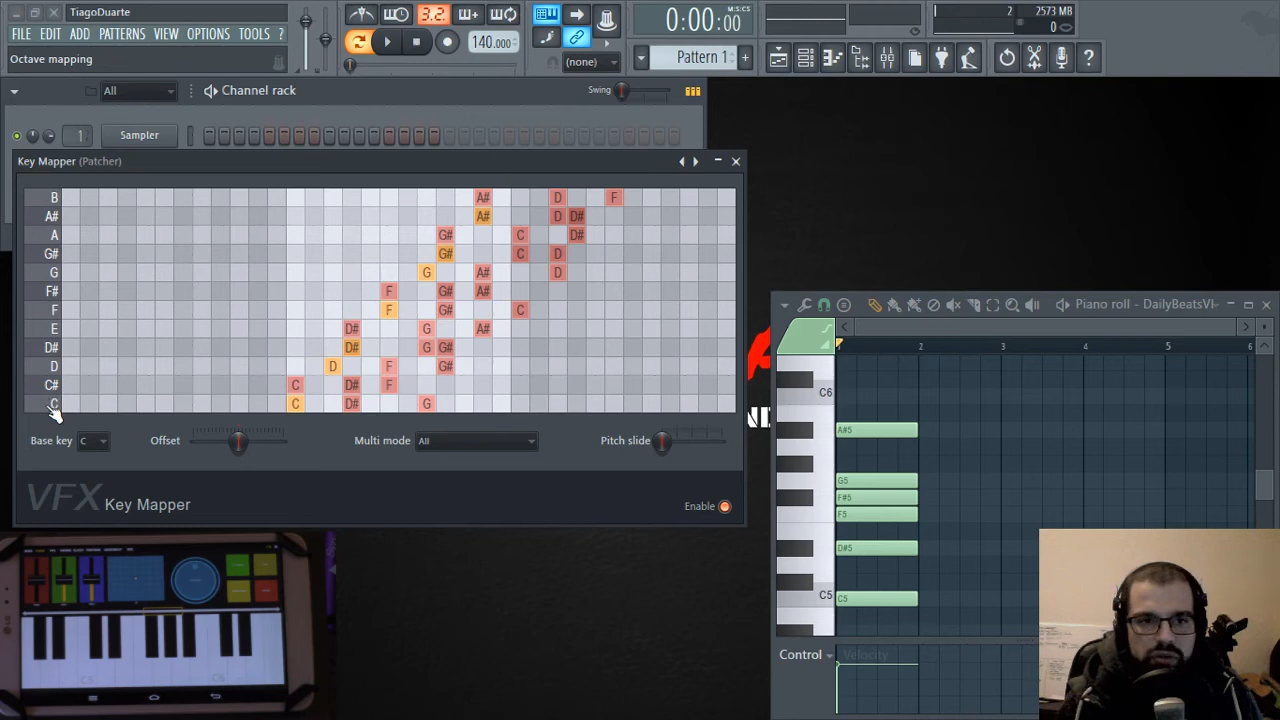 TiagoDuarte
FILE EDIT ADD PATTERNS VIEW OPTIONS TOOLS ?
Octave mapping
3.2
140.000
0:00:00
M:S:CS
(none)
Pattern 1
2
2573 MB
0
All
Channel rack
Swing
1
Sampler
Key Mapper (Patcher)
B A# D F
A# A# D D#
A G# C D#
G# G# C D
G G A# D
F# F G# A#
F F G# C
E D# G A#
D# D# G G#
D D F G#
C# C D# F
C C D# G
Base key C Offset Multi mode All Pitch slide
VFX Key Mapper
Enable
Piano roll - DailyBeatsVI
1 2 3 4 5 6
C6
A#5
G5
F#5
F5
D#5
C5 C5
Control Velocity